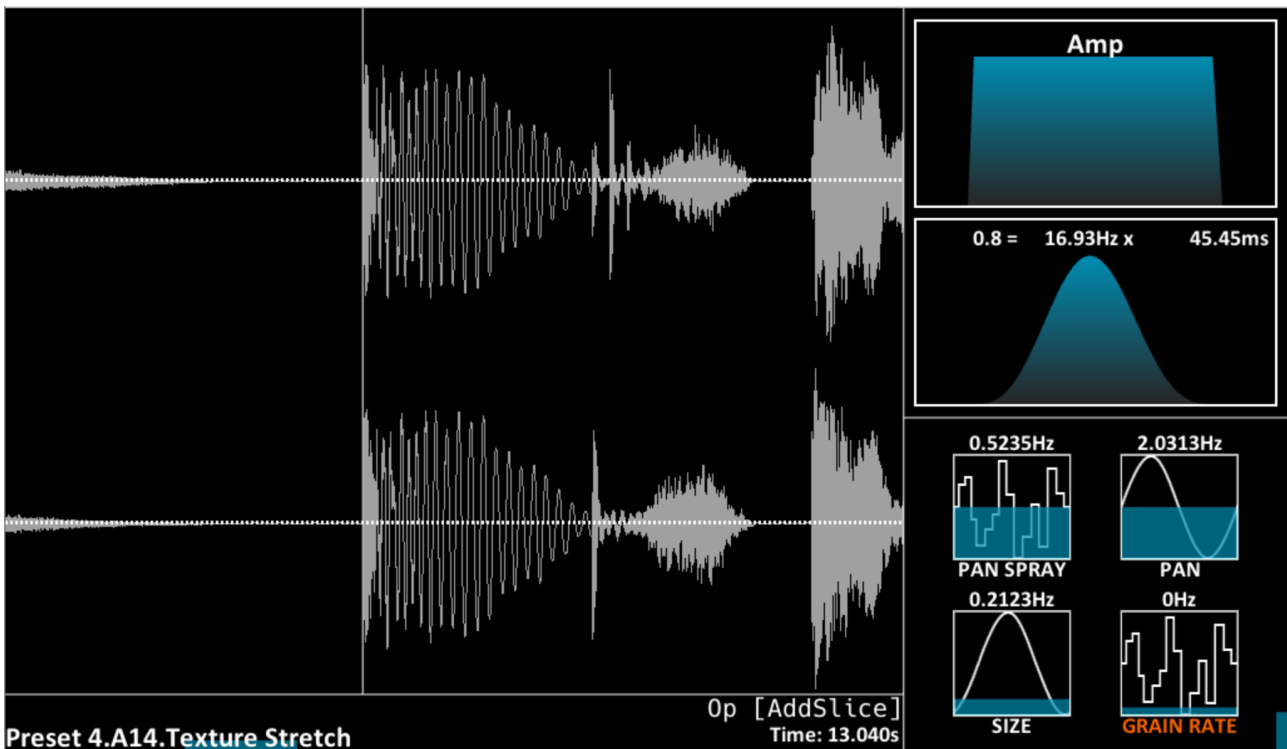 Amp
0.8 = 16.93Hz x 45.45ms
0.5235Hz 2.0313Hz
PAN SPRAY PAN
0.2123Hz 0Hz
SIZE GRAIN RATE
Op [AddSlice]
Preset 4.A14.Texture Stretch Time: 13.040s